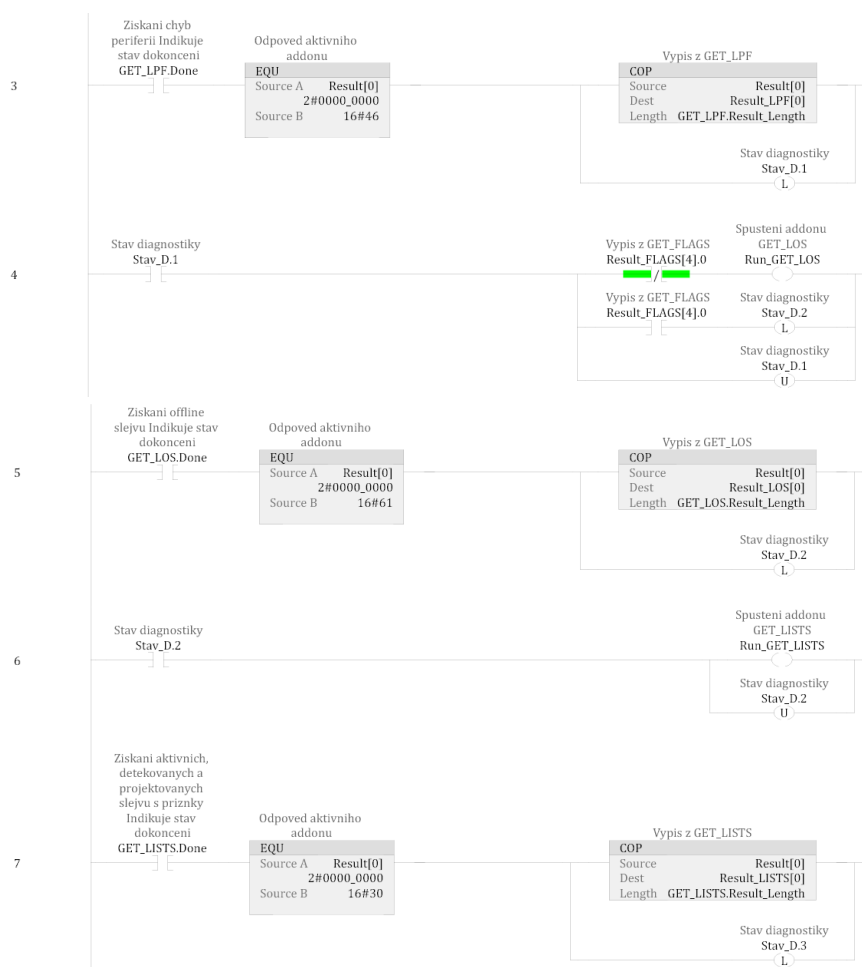 Ziskani chyb
periferii Indikuje
stav dokonceni
GET_LPF.Done
Odpoved aktivniho
addonu
EQU
Source A Result[0]
2#0000_0000
Source B 16#46
Vypis z GET_LPF
COP
Source Result[0]
Dest Result_LPF[0]
Length GET_LPF.Result_Length
3
Stav diagnostiky
Stav_D.1
L
Stav diagnostiky
Stav_D.1
4
Vypis z GET_FLAGS
Result_FLAGS[4].0
/
Spusteni addonu
GET_LOS
Run_GET_LOS
Vypis z GET_FLAGS
Result_FLAGS[4].0
Stav diagnostiky
Stav_D.2
L
Stav diagnostiky
Stav_D.1
U
Ziskani offline
slejvu Indikuje stav
dokonceni
GET_LOS.Done
Odpoved aktivniho
addonu
EQU
Source A Result[0]
2#0000_0000
Source B 16#61
Vypis z GET_LOS
COP
Source Result[0]
Dest Result_LOS[0]
Length GET_LOS.Result_Length
5
Stav diagnostiky
Stav_D.2
L
Stav diagnostiky
Stav_D.2
6
Spusteni addonu
GET_LISTS
Run_GET_LISTS
Stav diagnostiky
Stav_D.2
U
Ziskani aktivnich,
detekovanych a
projektovanych
slejvu s priznky
Indikuje stav
dokonceni
GET_LISTS.Done
Odpoved aktivniho
addonu
EQU
Source A Result[0]
2#0000_0000
Source B 16#30
Vypis z GET_LISTS
COP
Source Result[0]
Dest Result_LISTS[0]
Length GET_LISTS.Result_Length
7
Stav diagnostiky
Stav_D.3
L